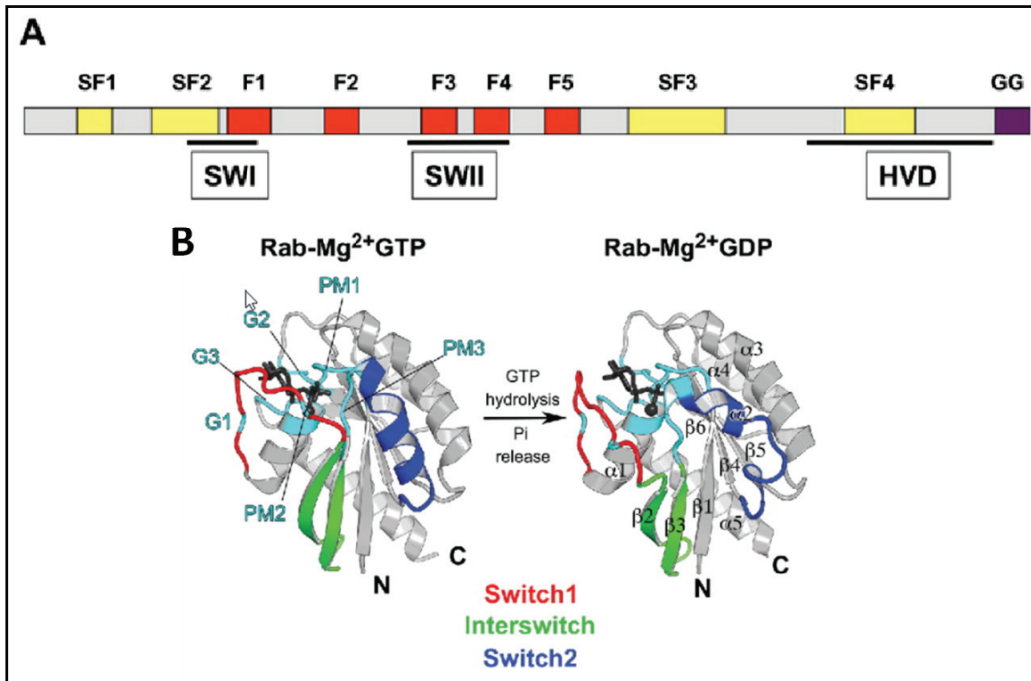 A
SF1 SF2 F1 F2 F3 F4 F5 SF3 SF4 GG
SWI SWII HVD
B
Rab-Mg²⁺GTP Rab-Mg²⁺GDP
PM1
G2
G3
PM3
G1
PM2
N
C
GTP
hydrolysis
Pi
release
α3
α4
α2
β6
β5
β4
α1
β1
β2
β3
α5
C
N
Switch1
Interswitch
Switch2